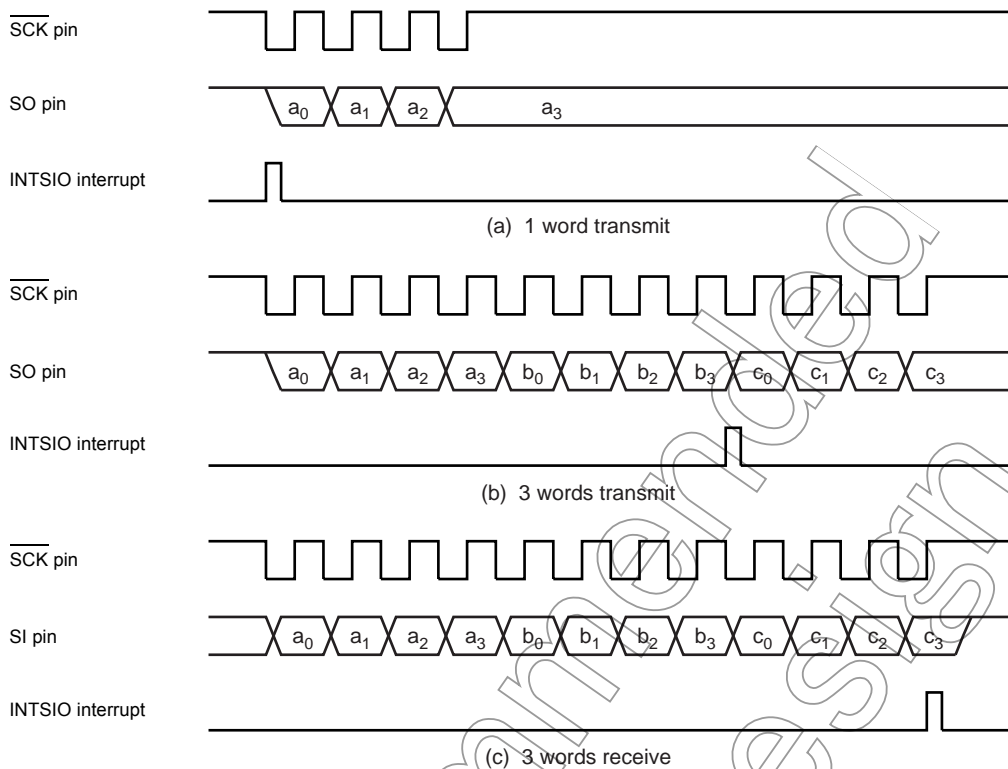 SCK pin
SO pin
a0 a1 a2 a3
INTSIO interrupt
(a) 1 word transmit
SCK pin
SO pin
a0 a1 a2 a3 b0 b1 b2 b3 c0 c1 c2 c3
INTSIO interrupt
(b) 3 words transmit
SCK pin
SI pin
a0 a1 a2 a3 b0 b1 b2 b3 c0 c1 c2 c3
INTSIO interrupt
(c) 3 words receive